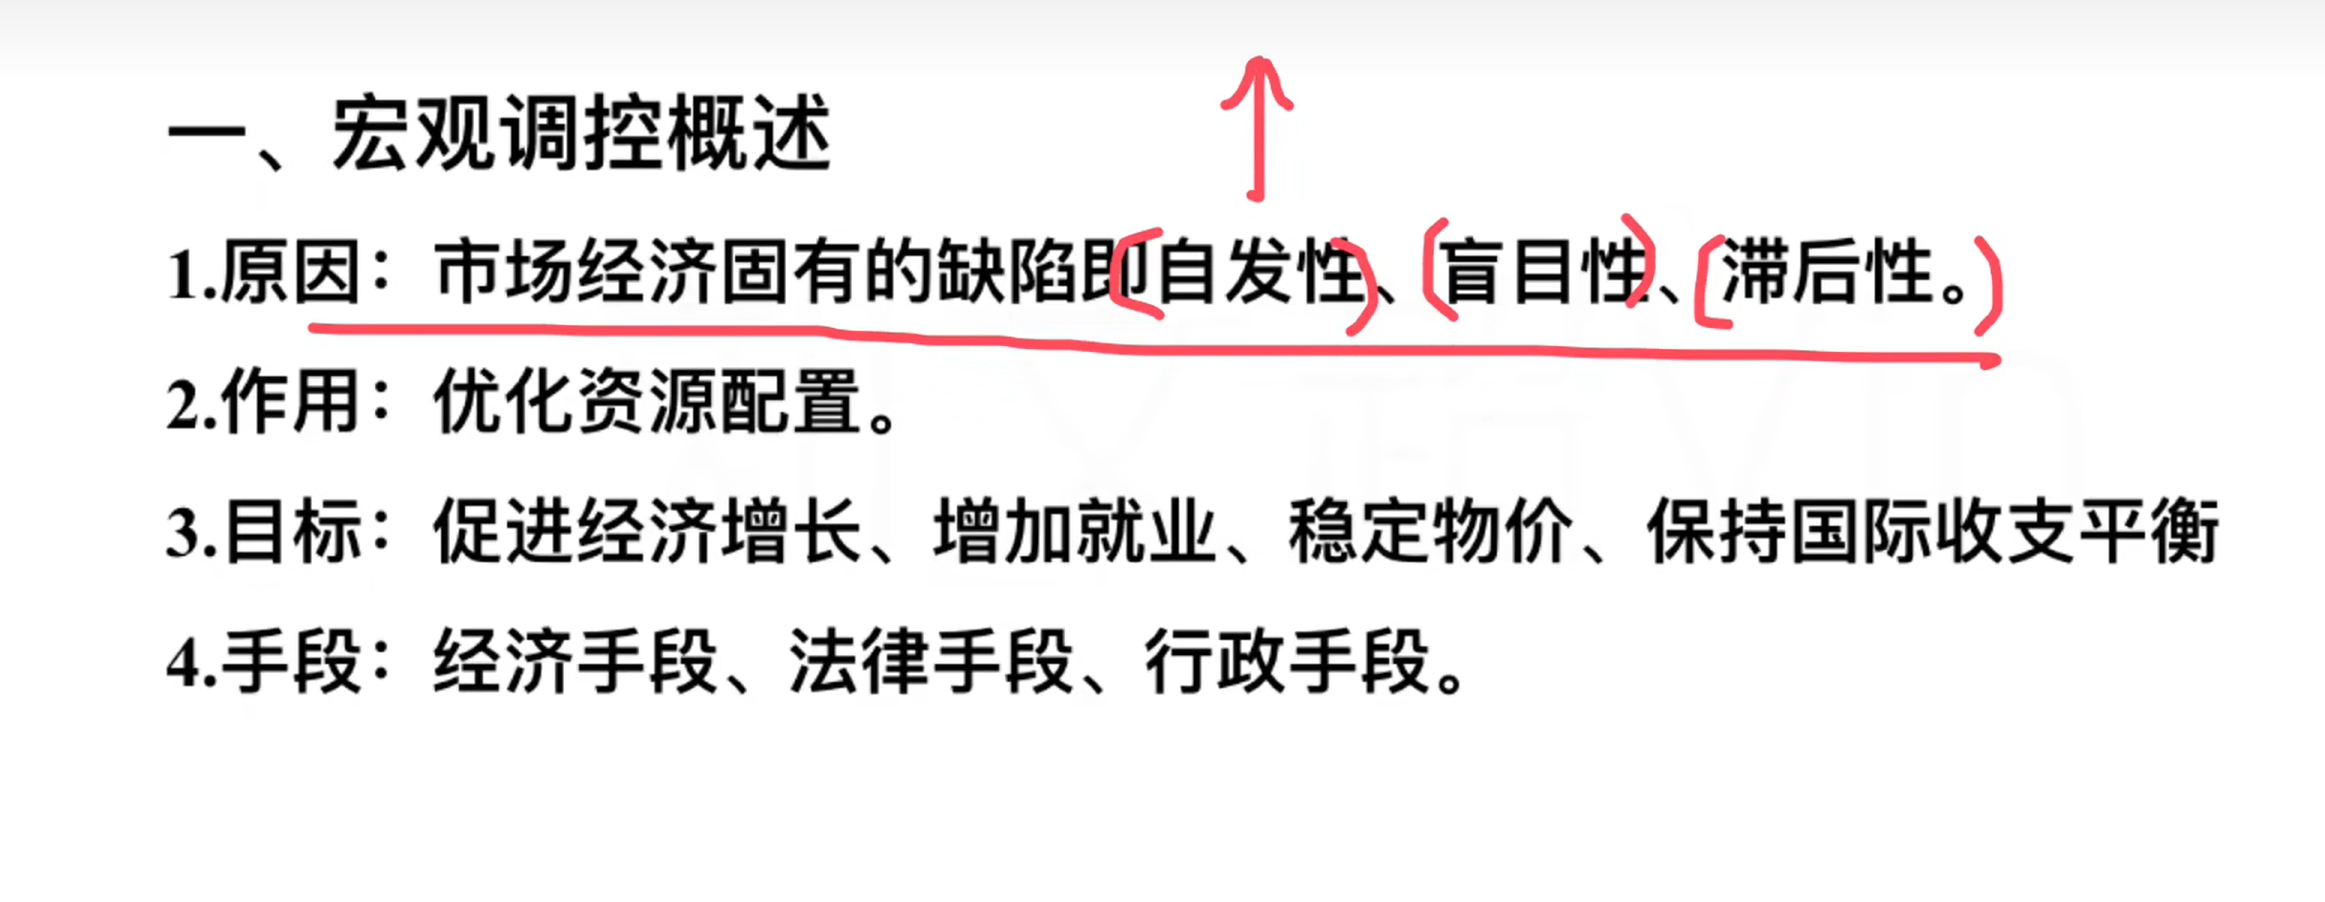 一、宏观调控概述
1.原因：市场经济固有的缺陷即自发性、盲目性、滞后性。
2.作用：优化资源配置。
3.目标：促进经济增长、增加就业、稳定物价、保持国际收支平衡
4.手段：经济手段、法律手段、行政手段。